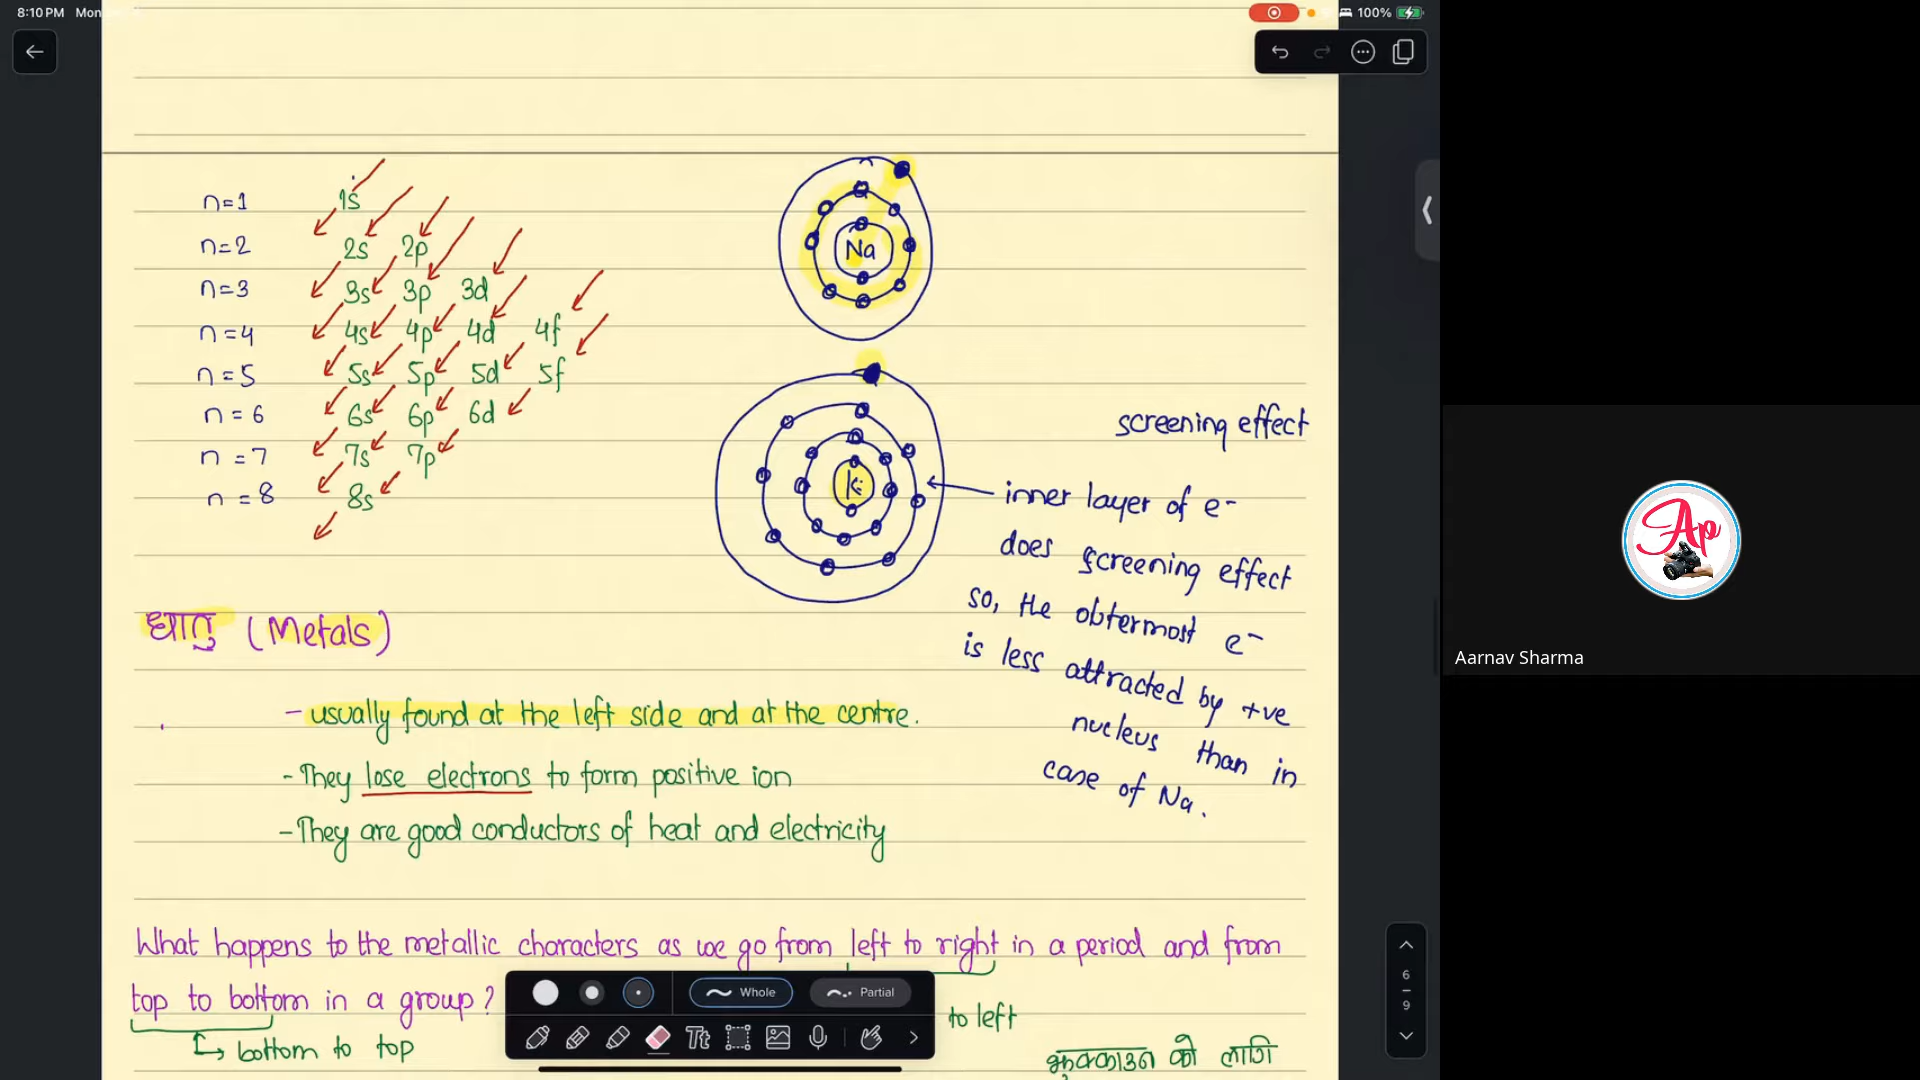 8:10 PM Mon
100%
n=1 1s
n=2 2s 2p
n=3 3s 3p 3d
n=4 4s 4p 4d 4f
n=5 5s 5p 5d 5f
n=6 6s 6p 6d
n=7 7s 7p
n=8 8s
Na
K
screening effect
inner layer of e-
does screening effect
so, the obtermost e-
is less attracted by +ve
nucleus than in
case of Na.
धातु (Metals)
- usually found at the left side and at the centre.
- They lose electrons to form positive ion
- They are good conductors of heat and electricity
What happens to the metallic characters as we go from left to right in a period and from
top to bottom in a group?
to left
bottom to top
को लागि
Whole Partial
Tt
6
9
Ap
Aarnav Sharma